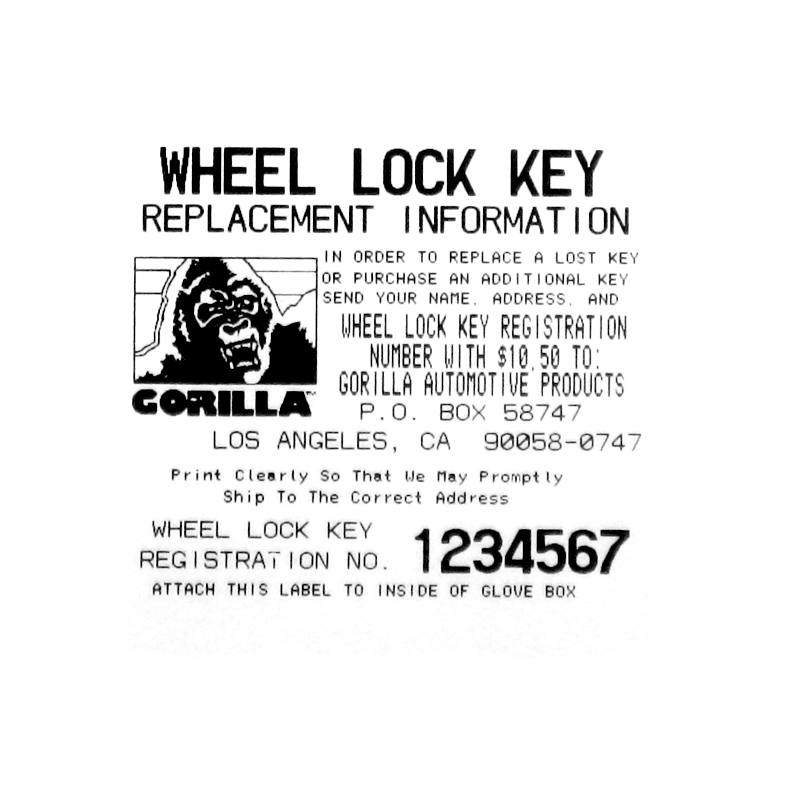 WHEEL LOCK KEY
REPLACEMENT INFORMATION
IN ORDER TO REPLACE A LOST KEY
OR PURCHASE AN ADDITIONAL KEY
SEND YOUR NAME, ADDRESS, AND
WHEEL LOCK KEY REGISTRATION
NUMBER WITH $10.50 TO:
GORILLA AUTOMOTIVE PRODUCTS
GORILLA™
P.O. BOX 58747
LOS ANGELES, CA 90058-0747
Print Clearly So That We May Promptly
Ship To The Correct Address
WHEEL LOCK KEY
REGISTRATION NO. 1234567
ATTACH THIS LABEL TO INSIDE OF GLOVE BOX